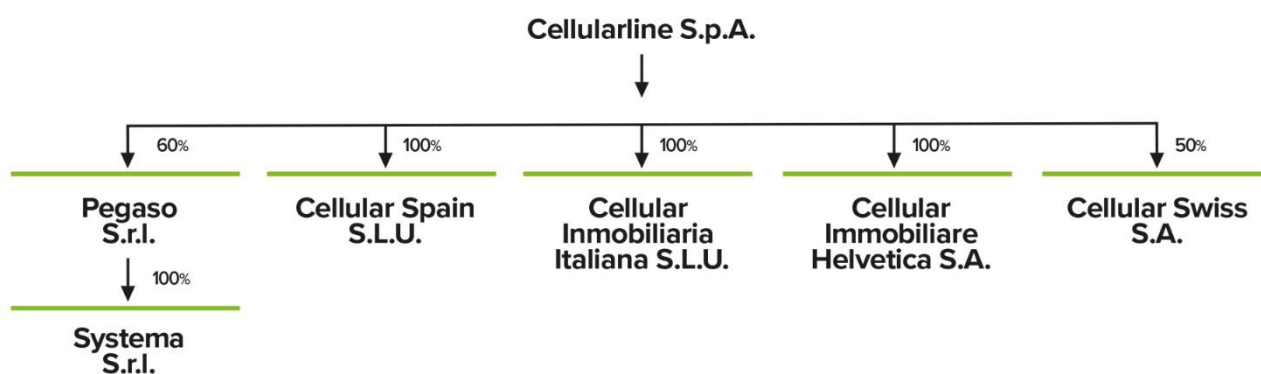 Cellularline S.p.A.
60% 100% 100% 100% 50%
Pegaso
S.r.l.
Cellular Spain
S.L.U.
Cellular
Inmobiliaria
Italiana S.L.U.
Cellular
Immobiliare
Helvetica S.A.
Cellular Swiss
S.A.
100%
Systema
S.r.l.